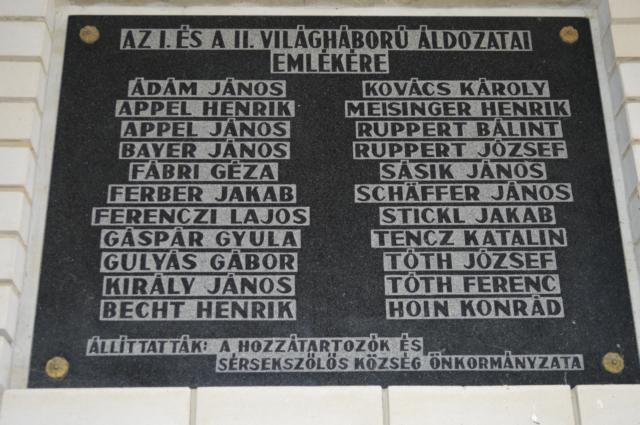 AZ I. ÉS A II. VILÁGHÁBORÚ ÁLDOZATAI
EMLÉKÉRE
ÁDÁM JÁNOS
APPEL HENRIK
APPEL JÁNOS
BAYER JÁNOS
FÁBRI GÉZA
FERBER JAKAB
FERENCZI LAJOS
GÁSPÁR GYULA
GULYÁS GÁBOR
KIRÁLY JÁNOS
BECHT HENRIK
KOVÁCS KÁROLY
MEISINGER HENRIK
RUPPERT BÁLINT
RUPPERT JÓZSEF
SÁSIK JÁNOS
SCHÄFFER JÁNOS
STICKL JAKAB
TENCZ KATALIN
TÓTH JÓZSEF
TÓTH FERENC
HOIN KONRÁD
ÁLLÍTTATTÁK: A HOZZÁTARTOZÓK ÉS
SÉRSEKSZŐLŐS KÖZSÉG ÖNKORMÁNYZATA